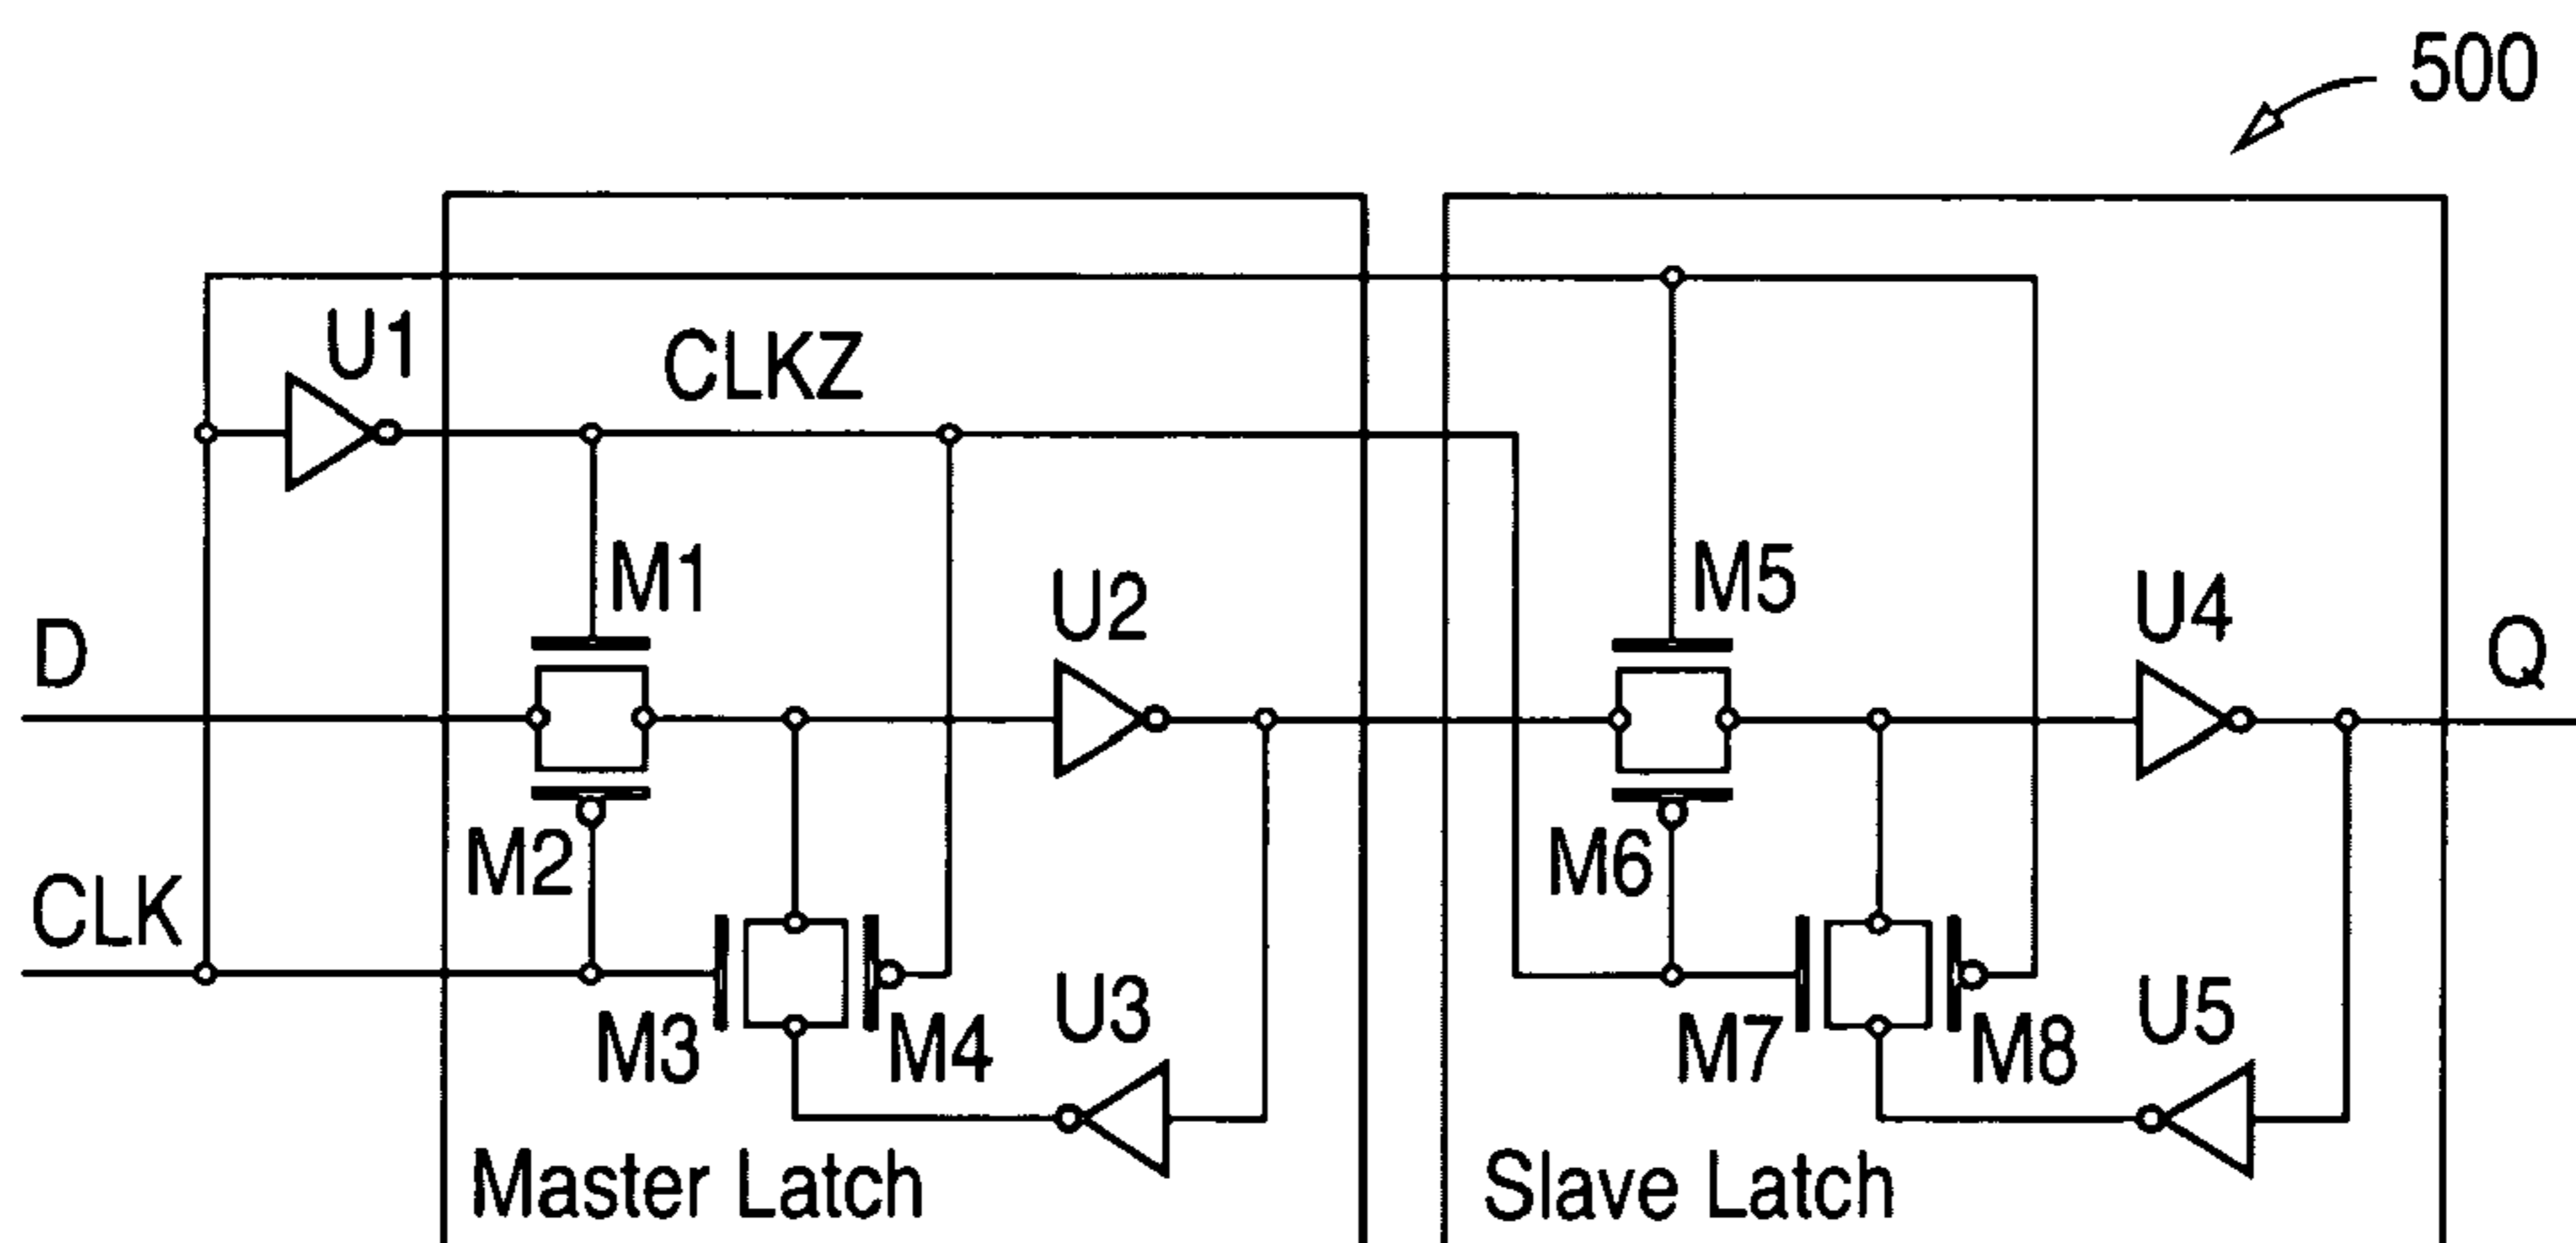 500
U1
CLKZ
M1
U2
M5
U4
D
Q
M2
M6
CLK
M3
M4
U3
M7
M8
U5
Master Latch
Slave Latch